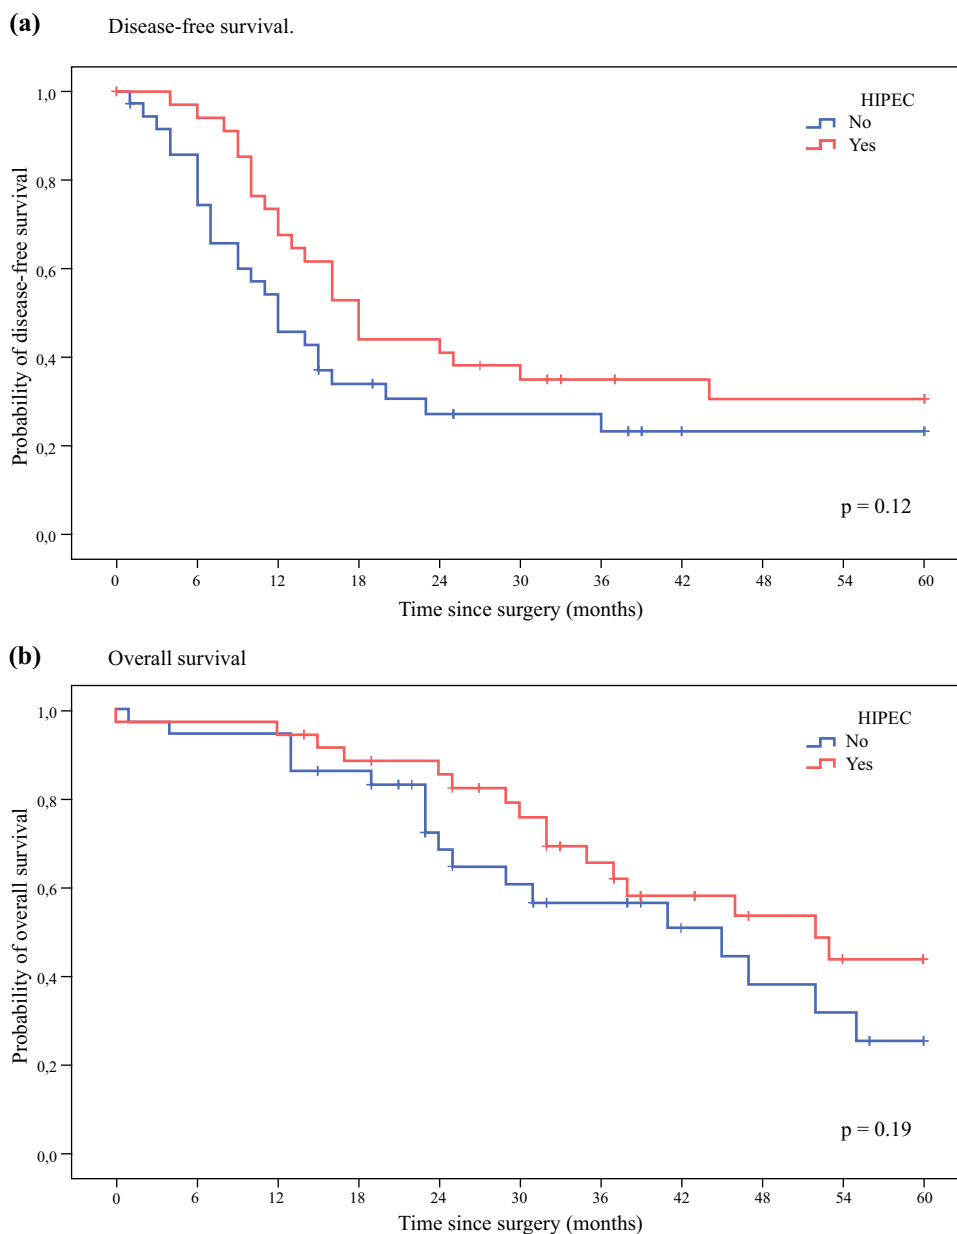 (a) Disease-free survival.
HIPEC
No
Yes
1,0
0,8
0,6
0,4
0,2
0,0
Probability of disease-free survival
p = 0.12
0 6 12 18 24 30 36 42 48 54 60
Time since surgery (months)
(b) Overall survival
HIPEC
No
Yes
1,0
0,8
0,6
0,4
0,2
0,0
Probability of overall survival
p = 0.19
0 6 12 18 24 30 36 42 48 54 60
Time since surgery (months)